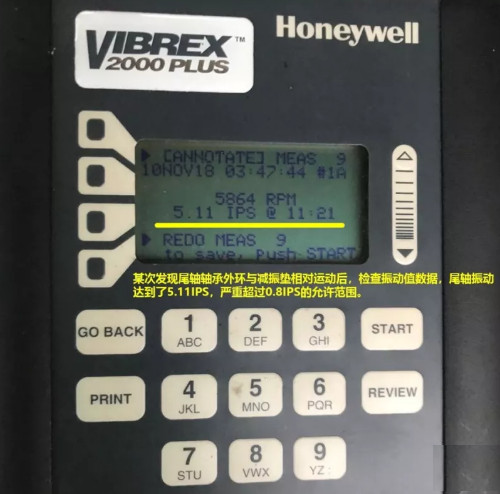 VIBREX™
2000 PLUS
Honeywell
[ANNOTATE] MEAS 9
10NOV18 03:47:44 #1A
5864 RPM
5.11 IPS @ 11:21
REDO MEAS 9
to save, Push START
某次发现尾轴轴承外环与减振垫相对运动后，检查振动值数据，尾轴振动
达到了5.11IPS，严重超过0.8IPS的允许范围。
GO BACK
1
ABC
2
DEF
3
GHI
START
PRINT
4
JKL
5
MNO
6
PQR
REVIEW
7
STU
8
VWX
9
YZ :